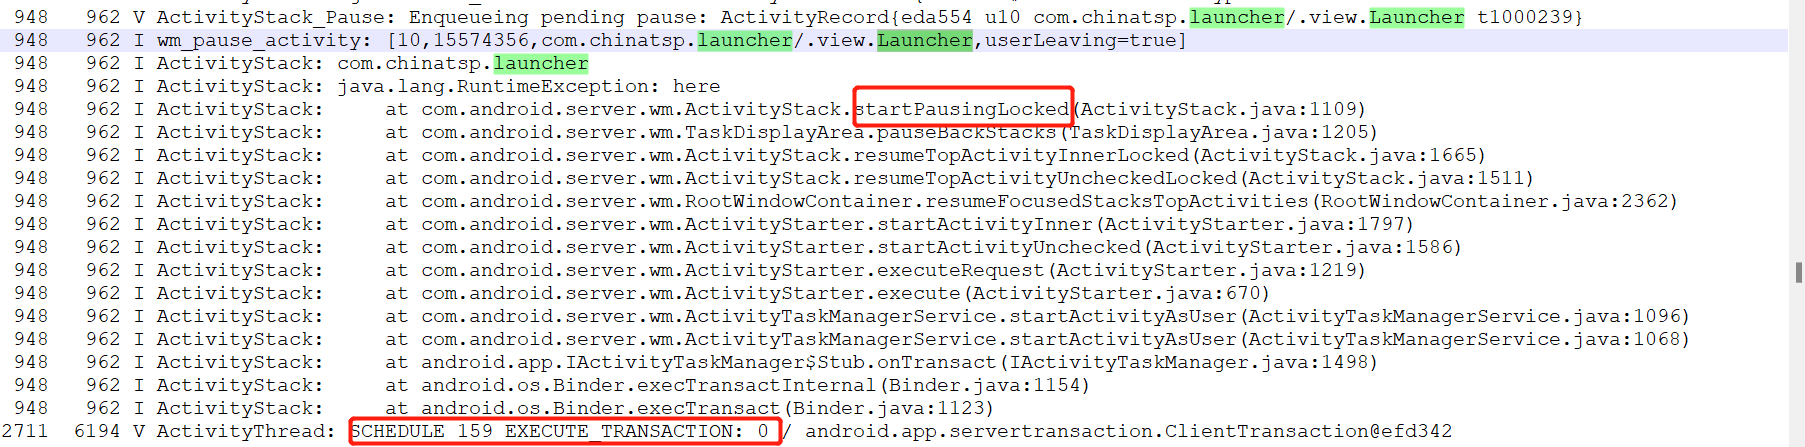 948 962 V ActivityStack_Pause: Enqueueing pending pause: ActivityRecord{eda554 u10 com.chinatsp.launcher/.view.Launcher t1000239}
948 962 I wm_pause_activity: [10,15574356,com.chinatsp.launcher/.view.Launcher,userLeaving=true]
948 962 I ActivityStack: com.chinatsp.launcher
948 962 I ActivityStack: java.lang.RuntimeException: here
948 962 I ActivityStack: at com.android.server.wm.ActivityStack.startPausingLocked(ActivityStack.java:1109)
948 962 I ActivityStack: at com.android.server.wm.TaskDisplayArea.pauseBackStacks(TaskDisplayArea.java:1205)
948 962 I ActivityStack: at com.android.server.wm.ActivityStack.resumeTopActivityInnerLocked(ActivityStack.java:1665)
948 962 I ActivityStack: at com.android.server.wm.ActivityStack.resumeTopActivityUncheckedLocked(ActivityStack.java:1511)
948 962 I ActivityStack: at com.android.server.wm.RootWindowContainer.resumeFocusedStacksTopActivities(RootWindowContainer.java:2362)
948 962 I ActivityStack: at com.android.server.wm.ActivityStarter.startActivityInner(ActivityStarter.java:1797)
948 962 I ActivityStack: at com.android.server.wm.ActivityStarter.startActivityUnchecked(ActivityStarter.java:1586)
948 962 I ActivityStack: at com.android.server.wm.ActivityStarter.executeRequest(ActivityStarter.java:1219)
948 962 I ActivityStack: at com.android.server.wm.ActivityStarter.execute(ActivityStarter.java:670)
948 962 I ActivityStack: at com.android.server.wm.ActivityTaskManagerService.startActivityAsUser(ActivityTaskManagerService.java:1096)
948 962 I ActivityStack: at com.android.server.wm.ActivityTaskManagerService.startActivityAsUser(ActivityTaskManagerService.java:1068)
948 962 I ActivityStack: at android.app.IActivityTaskManager$Stub.onTransact(IActivityTaskManager.java:1498)
948 962 I ActivityStack: at android.os.Binder.execTransactInternal(Binder.java:1154)
948 962 I ActivityStack: at android.os.Binder.execTransact(Binder.java:1123)
2711 6194 V ActivityThread: SCHEDULE 159 EXECUTE_TRANSACTION: 0 / android.app.servertransaction.ClientTransaction@efd342